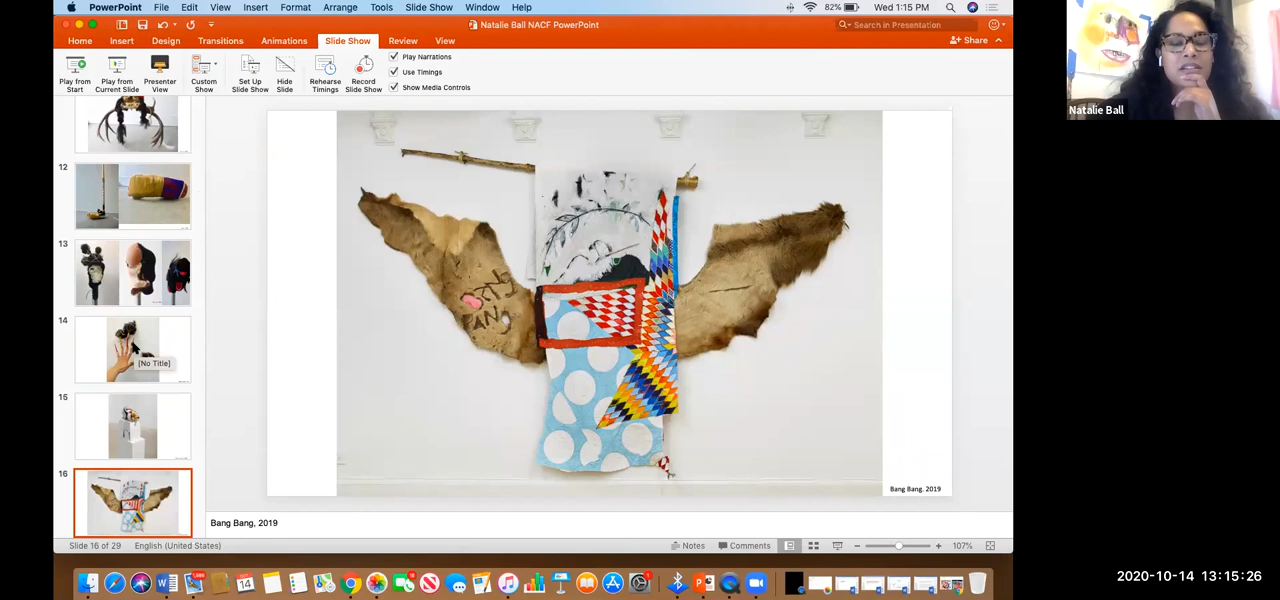 PowerPoint File Edit View Insert Format Arrange Tools Slide Show Window Help 82% Wed 1:15 PM
Natalie Ball NACF PowerPoint
Search in Presentation
Home Insert Design Transitions Animations Slide Show Review View
Share
Play from Start
Play from Current Slide
Presenter View
Custom Show
Set Up Slide Show
Hide Slide
Rehearse Timings
Record Slide Show
Play Narrations
Use Timings
Show Media Controls
Natalie Ball
12
13
14
[No Title]
15
16
Bang Bang. 2019
Bang Bang, 2019
Slide 16 of 29 English (United States)
Notes Comments 107%
2020-10-14 13:15:26